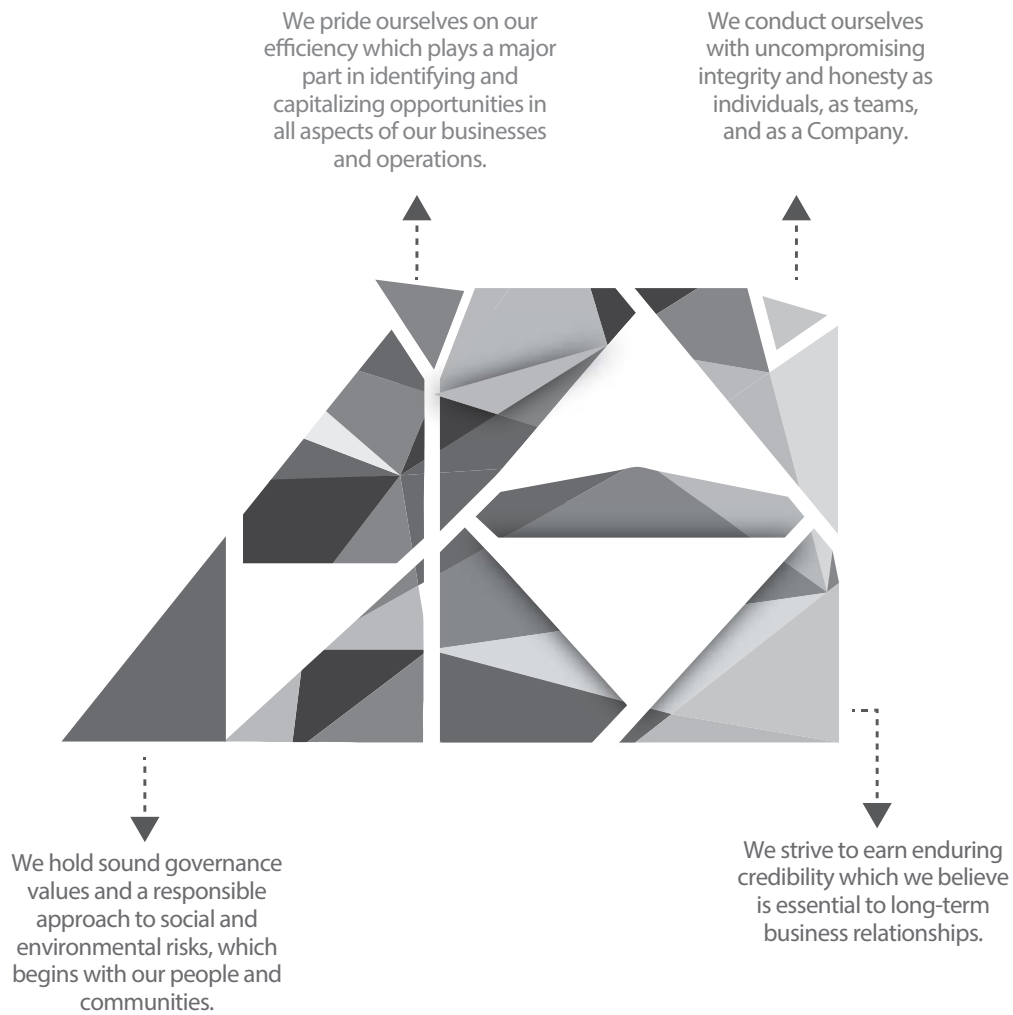 We pride ourselves on our
efficiency which plays a major
part in identifying and
capitalizing opportunities in
all aspects of our businesses
and operations.
We conduct ourselves
with uncompromising
integrity and honesty as
individuals, as teams,
and as a Company.
We hold sound governance
values and a responsible
approach to social and
environmental risks, which
begins with our people and
communities.
We strive to earn enduring
credibility which we believe
is essential to long-term
business relationships.